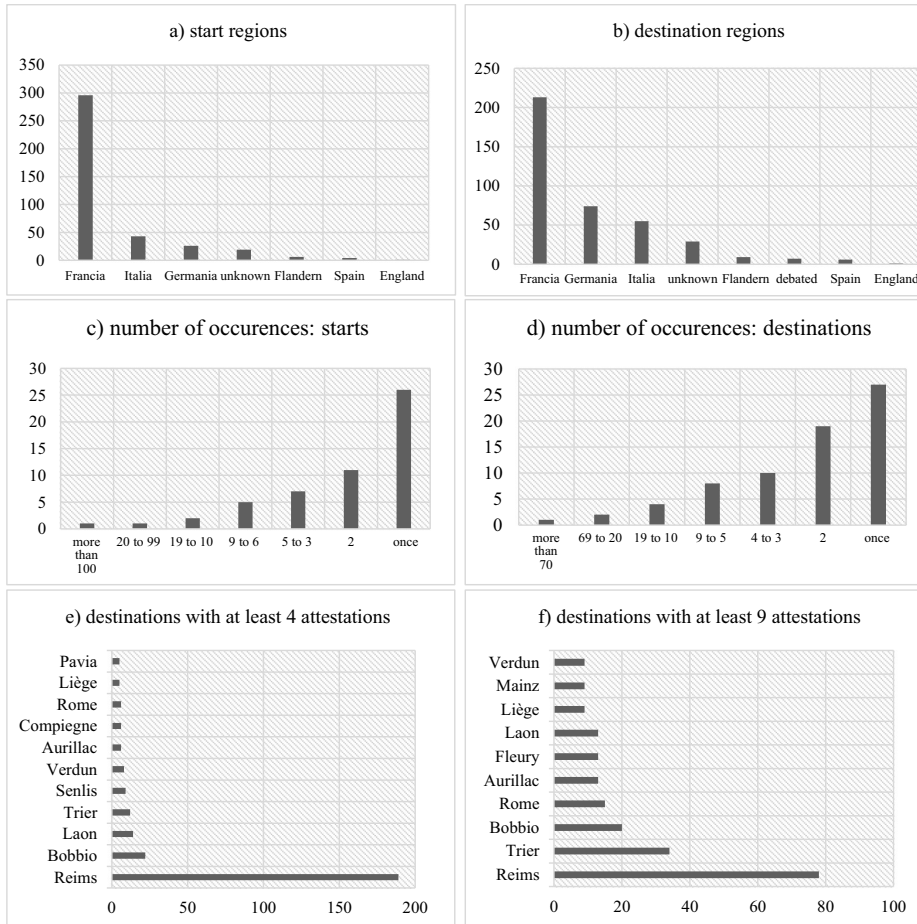 a) start regions
350
300
250
200
150
100
50
0
Francia Italia Germania unknown Flandern Spain England
b) destination regions
250
200
150
100
50
0
Francia Germania Italia unknown Flandern debated Spain England
c) number of occurences: starts
30
25
20
15
10
5
0
more than 100 20 to 99 19 to 10 9 to 6 5 to 3 2 once
d) number of occurences: destinations
30
25
20
15
10
5
0
more than 70 69 to 20 19 to 10 9 to 5 4 to 3 2 once
e) destinations with at least 4 attestations
Pavia
Liège
Rome
Compiegne
Aurillac
Verdun
Senlis
Trier
Laon
Bobbio
Reims
0 50 100 150 200
f) destinations with at least 9 attestations
Verdun
Mainz
Liège
Laon
Fleury
Aurillac
Rome
Bobbio
Trier
Reims
0 20 40 60 80 100